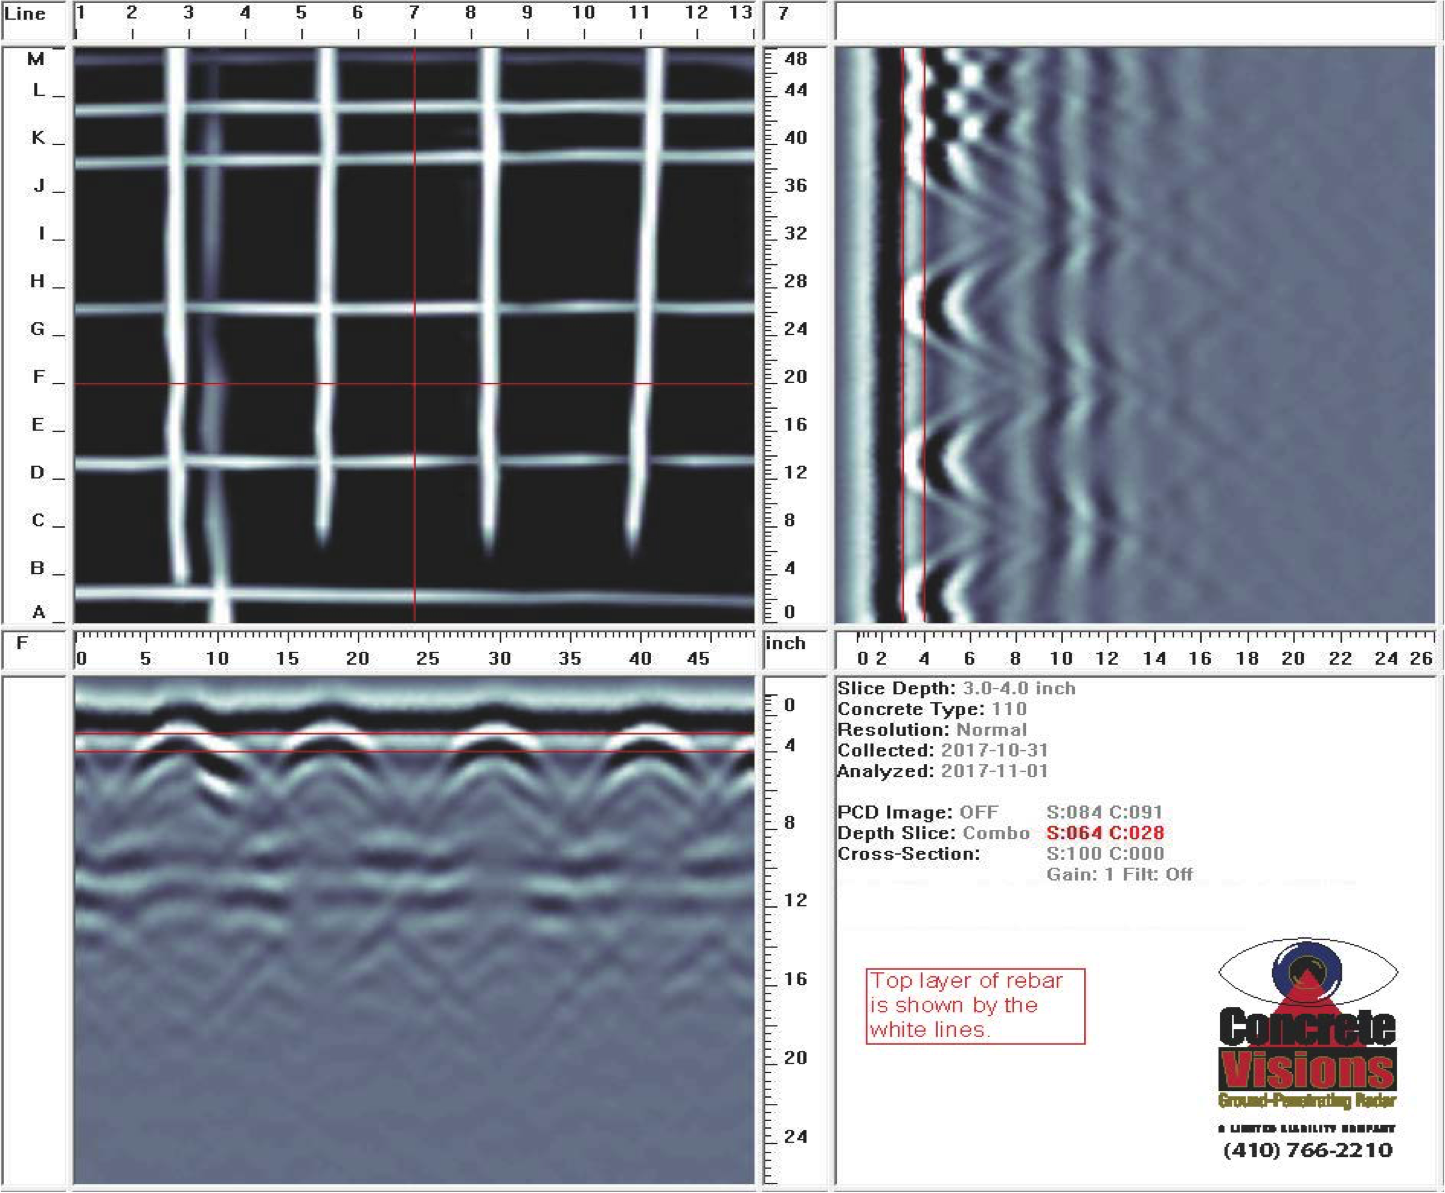 Line 1 2 3 4 5 6 7 8 9 10 11 12 13 7
M
L
K
J
I
H
G
F
E
D
C
B
A
48
44
40
36
32
28
24
20
16
12
8
4
0
F 0 5 10 15 20 25 30 35 40 45 inch 0 2 4 6 8 10 12 14 16 18 20 22 24 26
0
4
8
12
16
20
24
Slice Depth: 3.0-4.0 inch
Concrete Type: 110
Resolution: Normal
Collected: 2017-10-31
Analyzed: 2017-11-01
PCD Image: OFF S:084 C:091
Depth Slice: Combo S:064 C:028
Cross-Section: S:100 C:000
Gain: 1 Filt: Off
Top layer of rebar
is shown by the
white lines.
Concrete
Visions
Ground-Penetrating Radar
A LIMITED LIABILITY COMPANY
(410) 766-2210